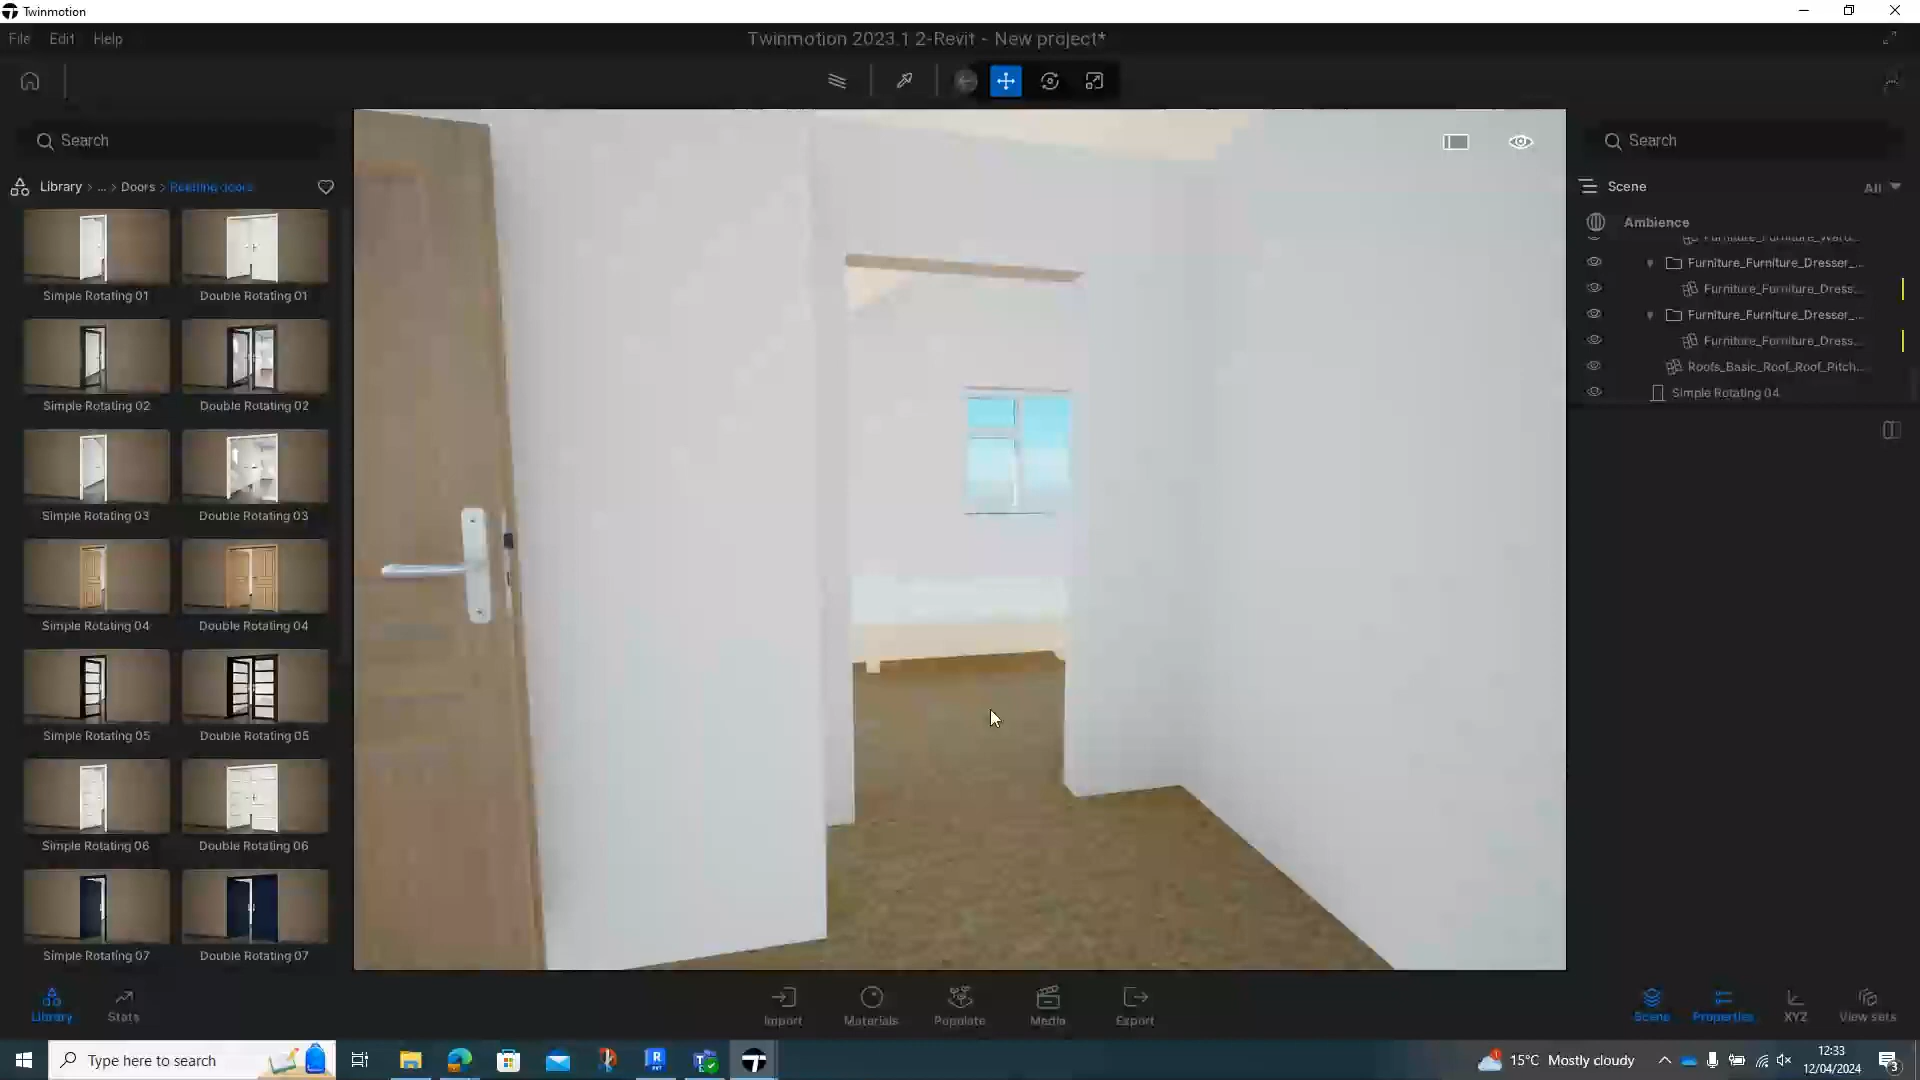 Twinmotion
File Edit Help
Twinmotion 2023.1 2-Revit - New project*
Search
Library > ... > Doors >
Simple Rotating 01
Double Rotating 01
Simple Rotating 02
Double Rotating 02
Simple Rotating 03
Double Rotating 03
Simple Rotating 04
Double Rotating 04
Simple Rotating 05
Double Rotating 05
Simple Rotating 06
Double Rotating 06
Simple Rotating 07
Double Rotating 07
Search
Scene
All
Ambience
Furniture_Furniture_Ward...
Furniture_Furniture_Dresser_...
Furniture_Furniture_Dress...
Furniture_Furniture_Dresser_...
Furniture_Furniture_Dress...
Roofs_Basic_Roof_Roof_Pitch...
Simple Rotating 04
Library
Stats
Import
Materials
Populate
Media
Export
Scene
Properties
XYZ
View sets
Type here to search
15°C Mostly cloudy
12:33
12/04/2024
3